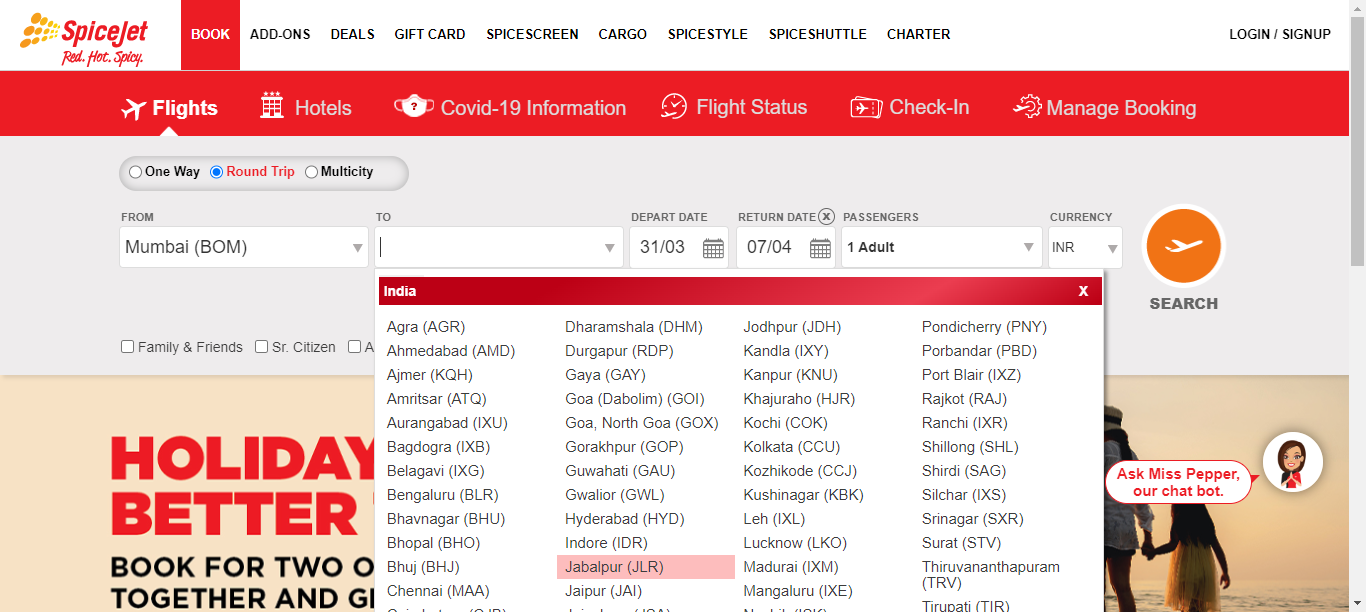 SpiceJet
Red. Hot. Spicy.
BOOK ADD-ONS DEALS GIFT CARD SPICESCREEN CARGO SPICESTYLE SPICESHUTTLE CHARTER LOGIN / SIGNUP
Flights Hotels ? Covid-19 Information Flight Status Check-In Manage Booking
One Way Round Trip Multicity
FROM TO DEPART DATE RETURN DATE X PASSENGERS CURRENCY
Mumbai (BOM) 31/03 07/04 1 Adult INR
SEARCH
India X
Family & Friends Sr. Citizen A
Agra (AGR) Dharamshala (DHM) Jodhpur (JDH) Pondicherry (PNY)
Ahmedabad (AMD) Durgapur (RDP) Kandla (IXY) Porbandar (PBD)
Ajmer (KQH) Gaya (GAY) Kanpur (KNU) Port Blair (IXZ)
Amritsar (ATQ) Goa (Dabolim) (GOI) Khajuraho (HJR) Rajkot (RAJ)
Aurangabad (IXU) Goa, North Goa (GOX) Kochi (COK) Ranchi (IXR)
Bagdogra (IXB) Gorakhpur (GOP) Kolkata (CCU) Shillong (SHL)
Belagavi (IXG) Guwahati (GAU) Kozhikode (CCJ) Shirdi (SAG)
Bengaluru (BLR) Gwalior (GWL) Kushinagar (KBK) Silchar (IXS)
Bhavnagar (BHU) Hyderabad (HYD) Leh (IXL) Srinagar (SXR)
Bhopal (BHO) Indore (IDR) Lucknow (LKO) Surat (STV)
Bhuj (BHJ) Jabalpur (JLR) Madurai (IXM) Thiruvananthapuram
(TRV)
Chennai (MAA) Jaipur (JAI) Mangaluru (IXE) Tirupati (TIR)
HOLIDAY
BETTER
BOOK FOR TWO O
TOGETHER AND GI
Ask Miss Pepper,
our chat bot.